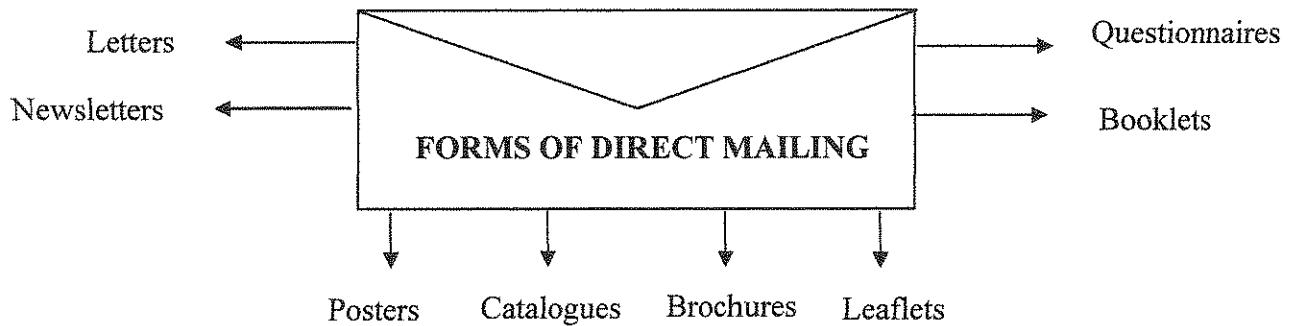 Letters
Questionnaires
Newsletters
Booklets
FORMS OF DIRECT MAILING
Posters Catalogues Brochures Leaflets